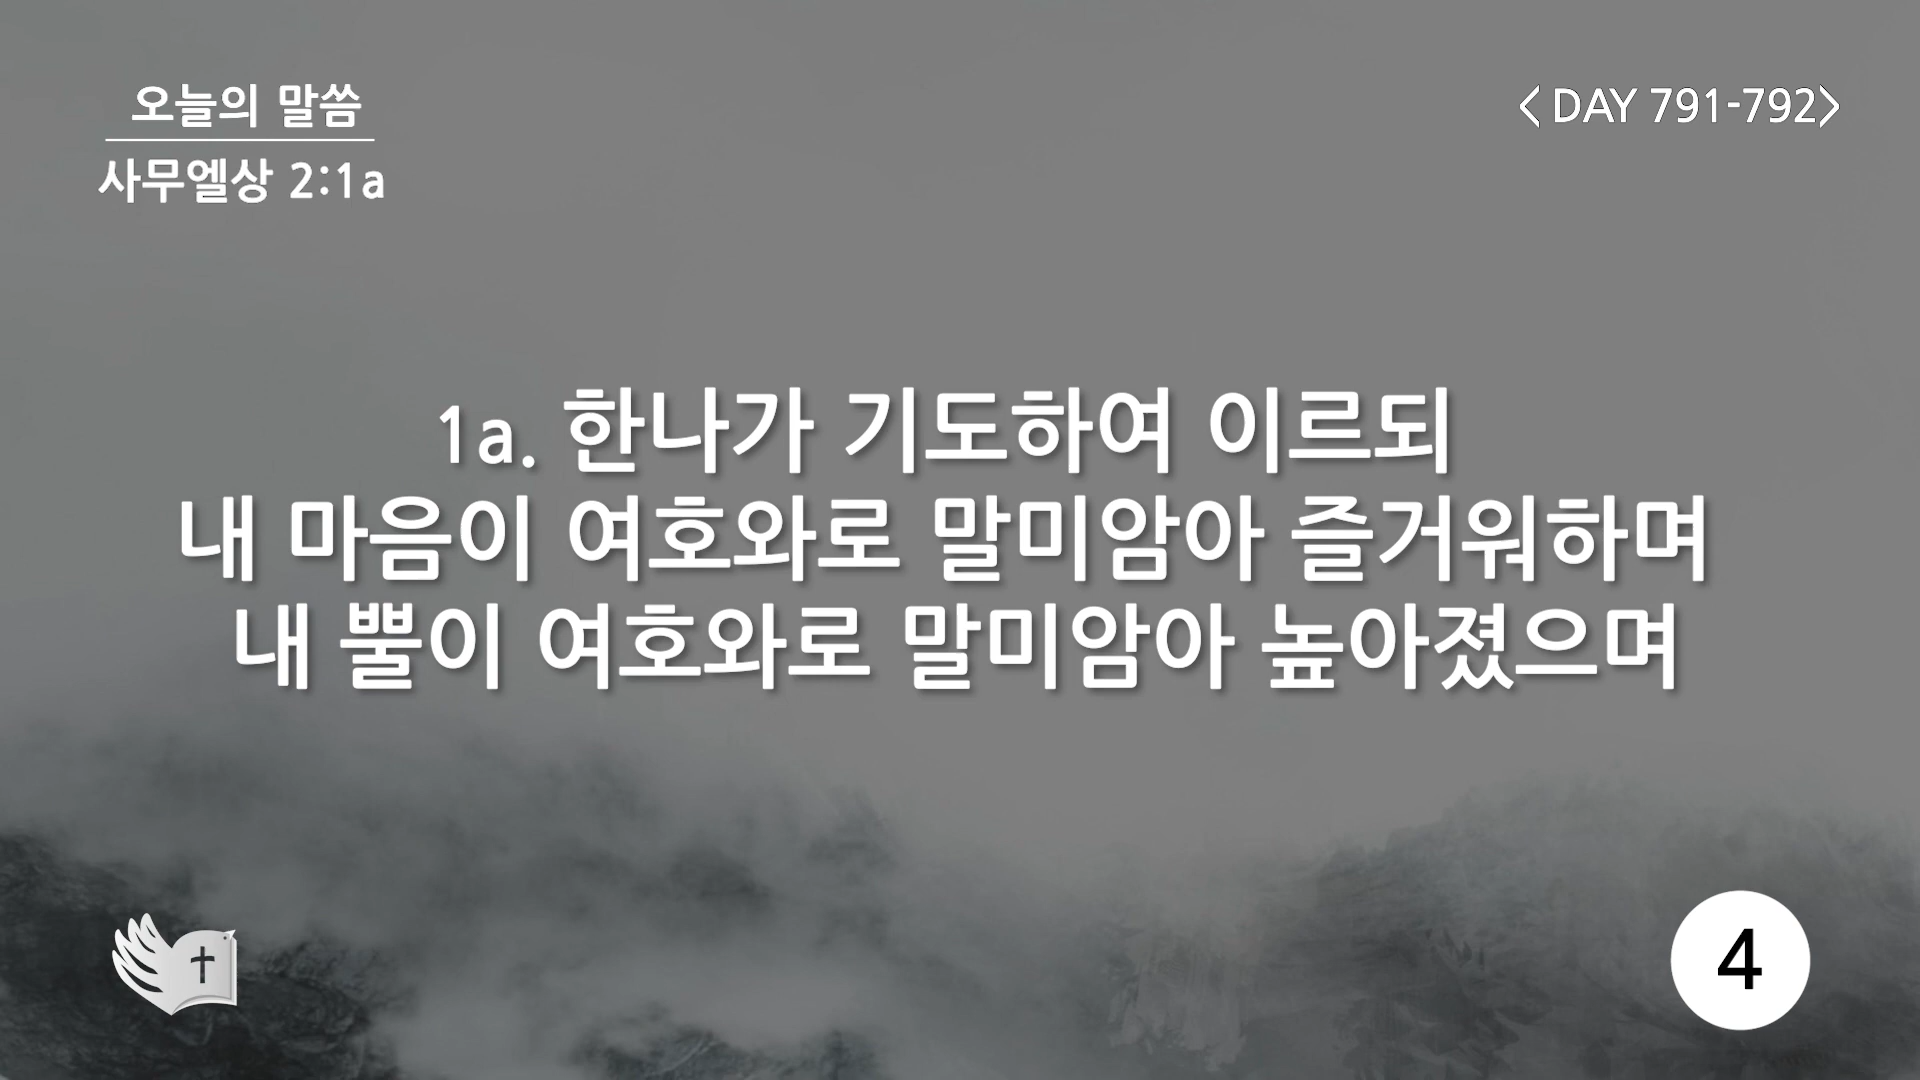 오늘의 말씀
사무엘상 2:1a
< DAY 791-792>
1a. 한나가 기도하여 이르되
내 마음이 여호와로 말미암아 즐거워하며
내 뿔이 여호와로 말미암아 높아졌으며
4